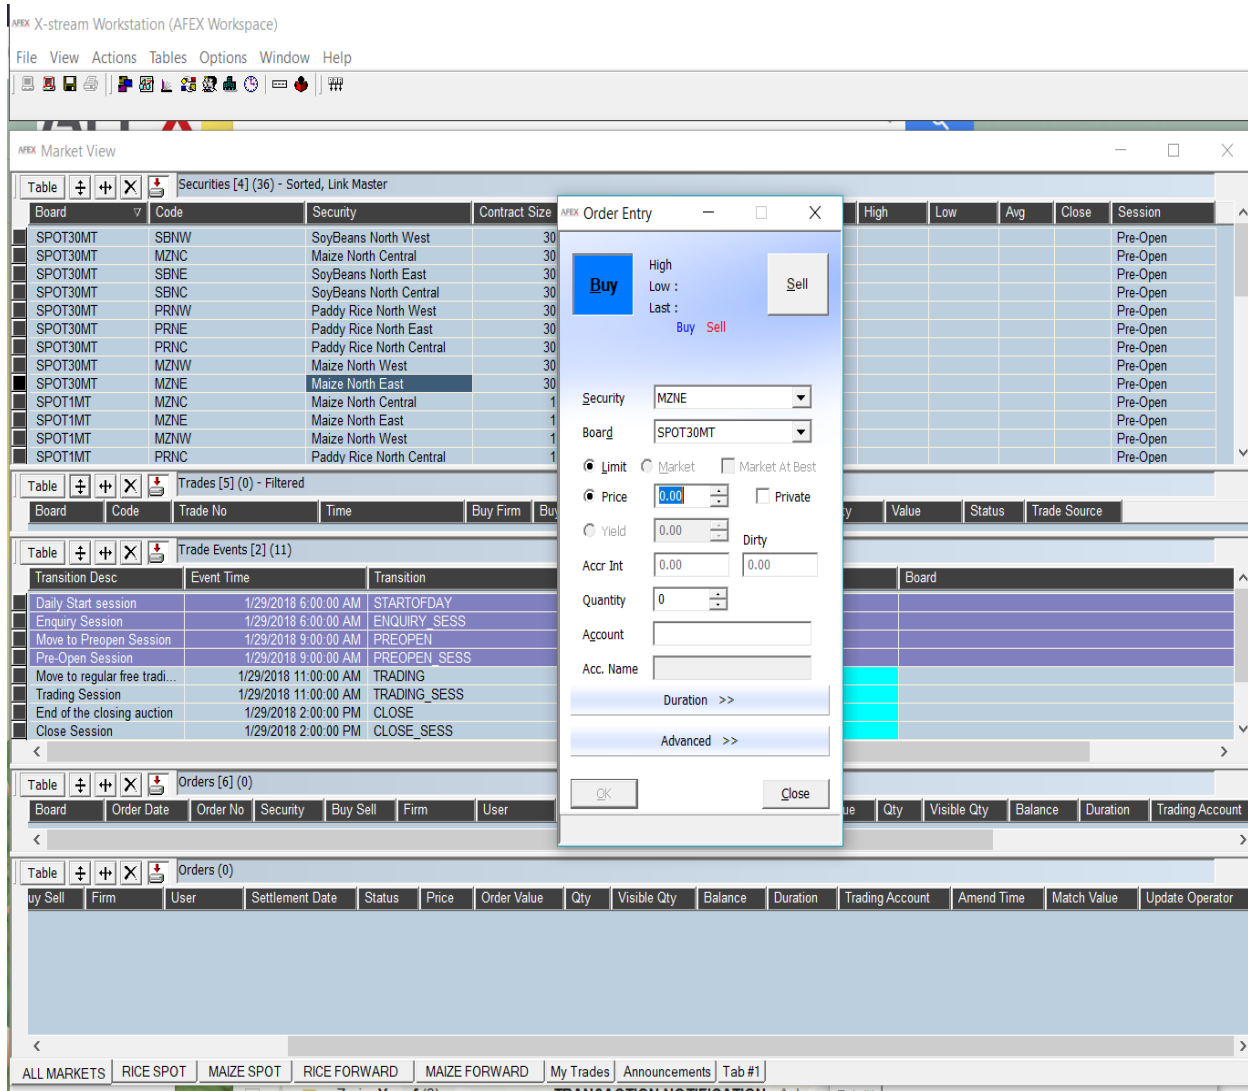 AFEX X-stream Workstation (AFEX Workspace)
File View Actions Tables Options Window Help
AFEX Market View
Table Securities [4] (36) - Sorted, Link Master
Board Code Security Contract Size High Low Avg Close Session
SPOT30MT SBNW SoyBeans North West 30 Pre-Open
SPOT30MT MZNC Maize North Central 30 Pre-Open
SPOT30MT SBNE SoyBeans North East 30 Pre-Open
SPOT30MT SBNC SoyBeans North Central 30 Pre-Open
SPOT30MT PRNW Paddy Rice North West 30 Pre-Open
SPOT30MT PRNE Paddy Rice North East 30 Pre-Open
SPOT30MT PRNC Paddy Rice North Central 30 Pre-Open
SPOT30MT MZNW Maize North West 30 Pre-Open
SPOT30MT MZNE Maize North East 30 Pre-Open
SPOT1MT MZNC Maize North Central 1 Pre-Open
SPOT1MT MZNE Maize North East 1 Pre-Open
SPOT1MT MZNW Maize North West 1 Pre-Open
SPOT1MT PRNC Paddy Rice North Central 1 Pre-Open
Table Trades [5] (0) - Filtered
Board Code Trade No Time Buy Firm Buy Value Status Trade Source
Table Trade Events [2] (11)
Transition Desc Event Time Transition Board
Daily Start session 1/29/2018 6:00:00 AM STARTOFDAY
Enquiry Session 1/29/2018 6:00:00 AM ENQUIRY_SESS
Move to Preopen Session 1/29/2018 9:00:00 AM PREOPEN
Pre-Open Session 1/29/2018 9:00:00 AM PREOPEN_SESS
Move to regular free tradi... 1/29/2018 11:00:00 AM TRADING
Trading Session 1/29/2018 11:00:00 AM TRADING_SESS
End of the closing auction 1/29/2018 2:00:00 PM CLOSE
Close Session 1/29/2018 2:00:00 PM CLOSE_SESS
Table Orders [6] (0)
Board Order Date Order No Security Buy Sell Firm User ue Qty Visible Qty Balance Duration Trading Account
Table Orders (0)
uy Sell Firm User Settlement Date Status Price Order Value Qty Visible Qty Balance Duration Trading Account Amend Time Match Value Update Operator
ALL MARKETS RICE SPOT MAIZE SPOT RICE FORWARD MAIZE FORWARD My Trades Announcements Tab #1
AFEX Order Entry
Buy
High
Low :
Last :
Sell
Buy Sell
Security MZNE
Board SPOT30MT
Limit Market Market At Best
Price 0.00 Private
Yield 0.00 Dirty
Accr Int 0.00 0.00
Quantity 0
Account
Acc. Name
Duration >>
Advanced >>
OK Close